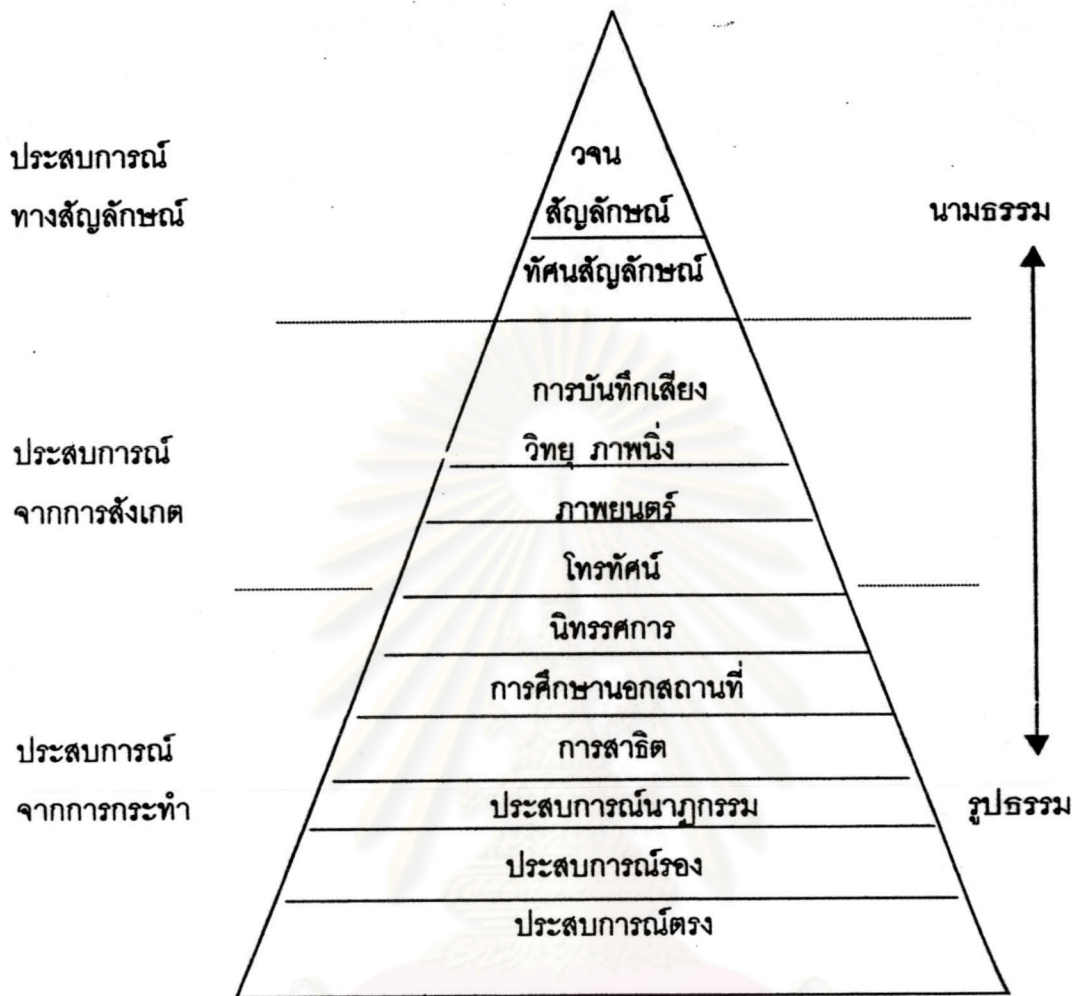 ประสบการณ์
ทางสัญลักษณ์
วจน
สัญลักษณ์
ทัศนสัญลักษณ์
นามธรรม
การบันทึกเสียง
ประสบการณ์
จากการสังเกต
วิทยุ ภาพนิ่ง
ภาพยนตร์
โทรทัศน์
นิทรรศการ
การศึกษานอกสถานที่
ประสบการณ์
จากการกระทำ
การสาธิต
ประสบการณ์นาฏกรรม
รูปธรรม
ประสบการณ์รอง
ประสบการณ์ตรง